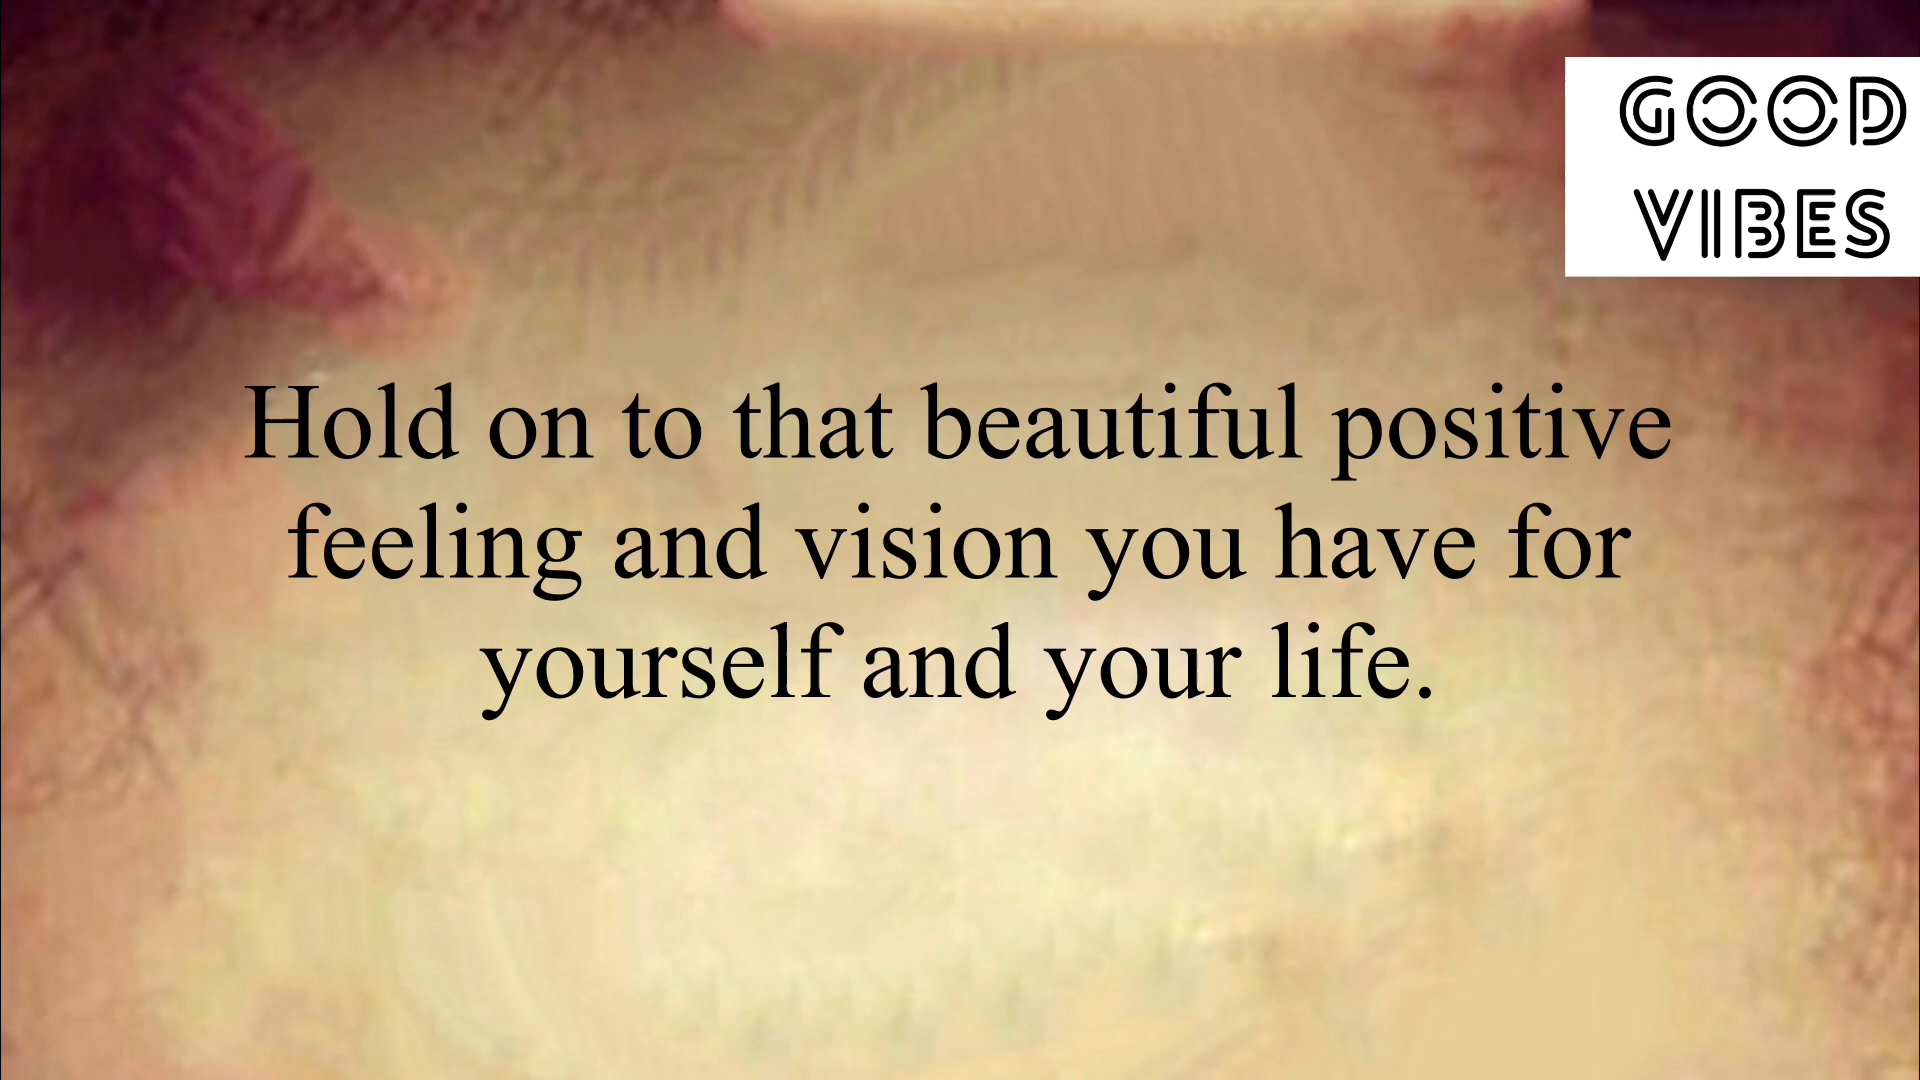 GOOD
VIBES
Hold on to that beautiful positive
feeling and vision you have for
yourself and your life.